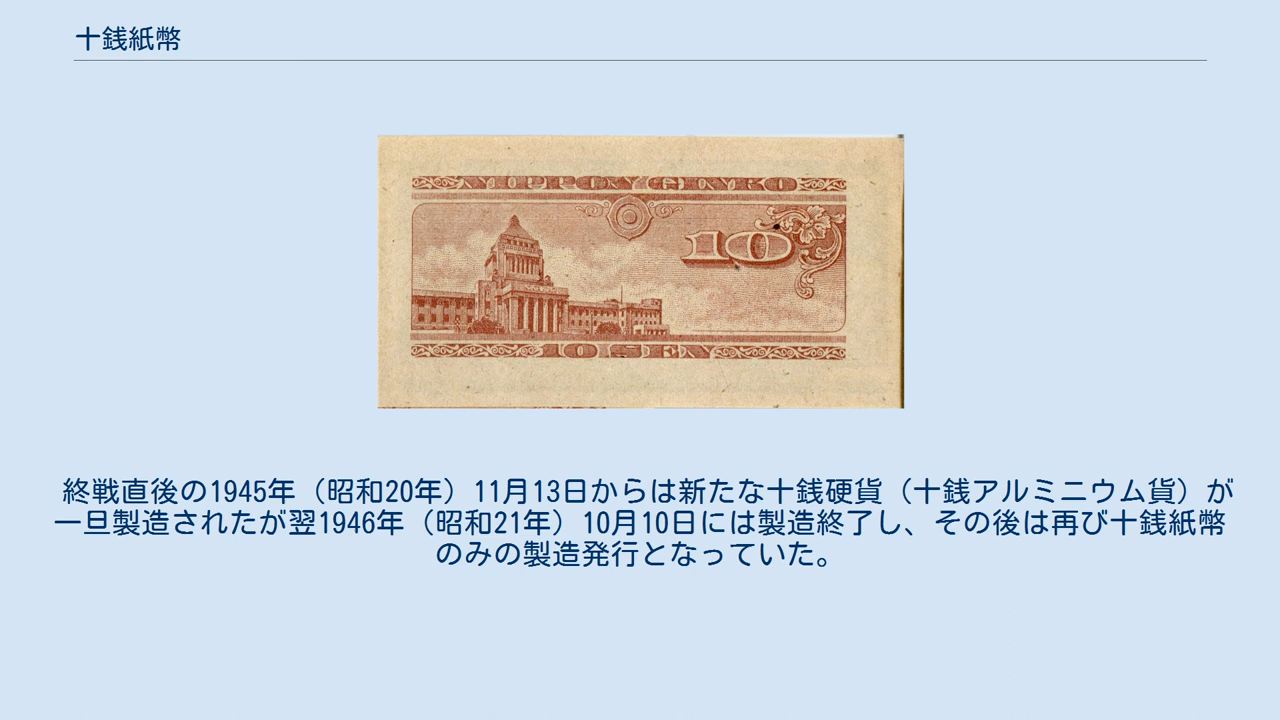 十銭紙幣
NIPPON GINKO
10
10 SEN
終戦直後の1945年（昭和20年）11月13日からは新たな十銭硬貨（十銭アルミニウム貨）が
一旦製造されたが翌1946年（昭和21年）10月10日には製造終了し、その後は再び十銭紙幣
のみの製造発行となっていた。